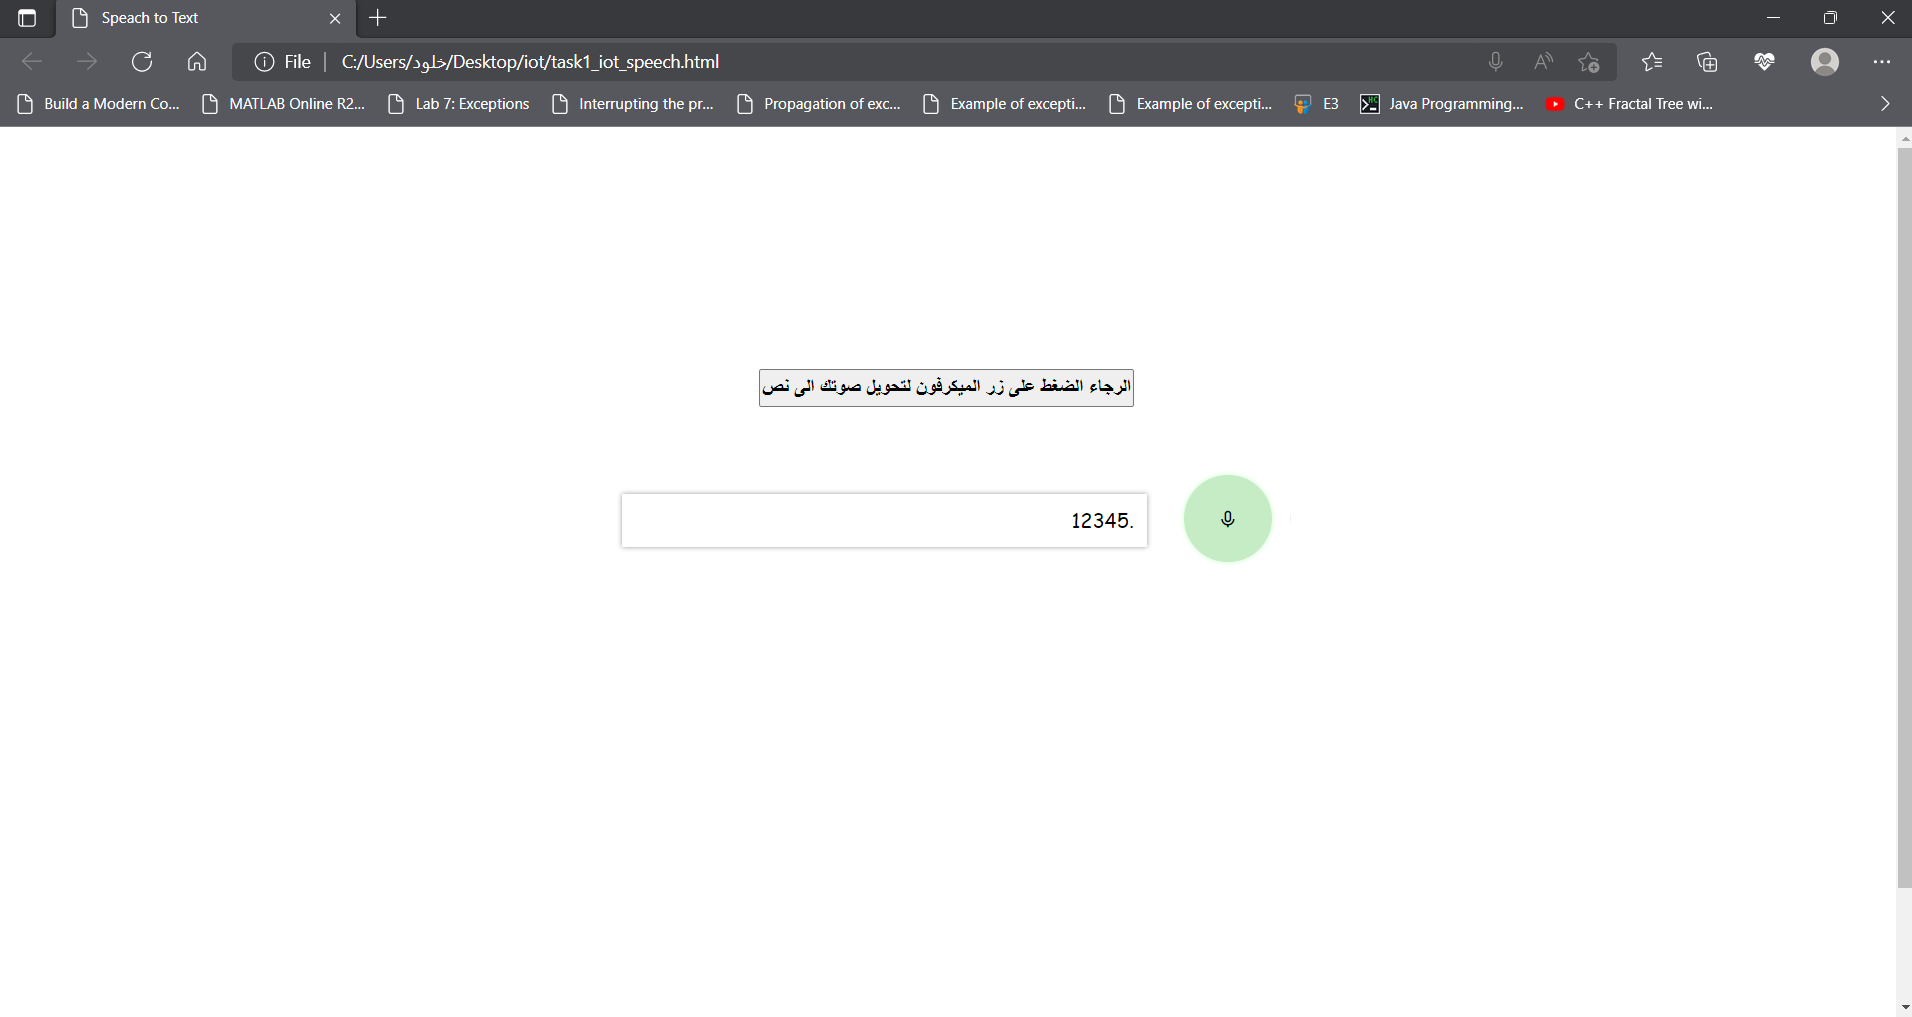 Speach to Text
File
C:/Users/خلود/Desktop/iot/task1_iot_speech.html
Build a Modern Co...
MATLAB Online R2...
Lab 7: Exceptions
Interrupting the pr...
Propagation of exc...
Example of excepti...
Example of excepti...
E3
Java Programming...
C++ Fractal Tree wi...
الرجاء الضغط على زر الميكرفون لتحويل صوتك الى نص
12345.